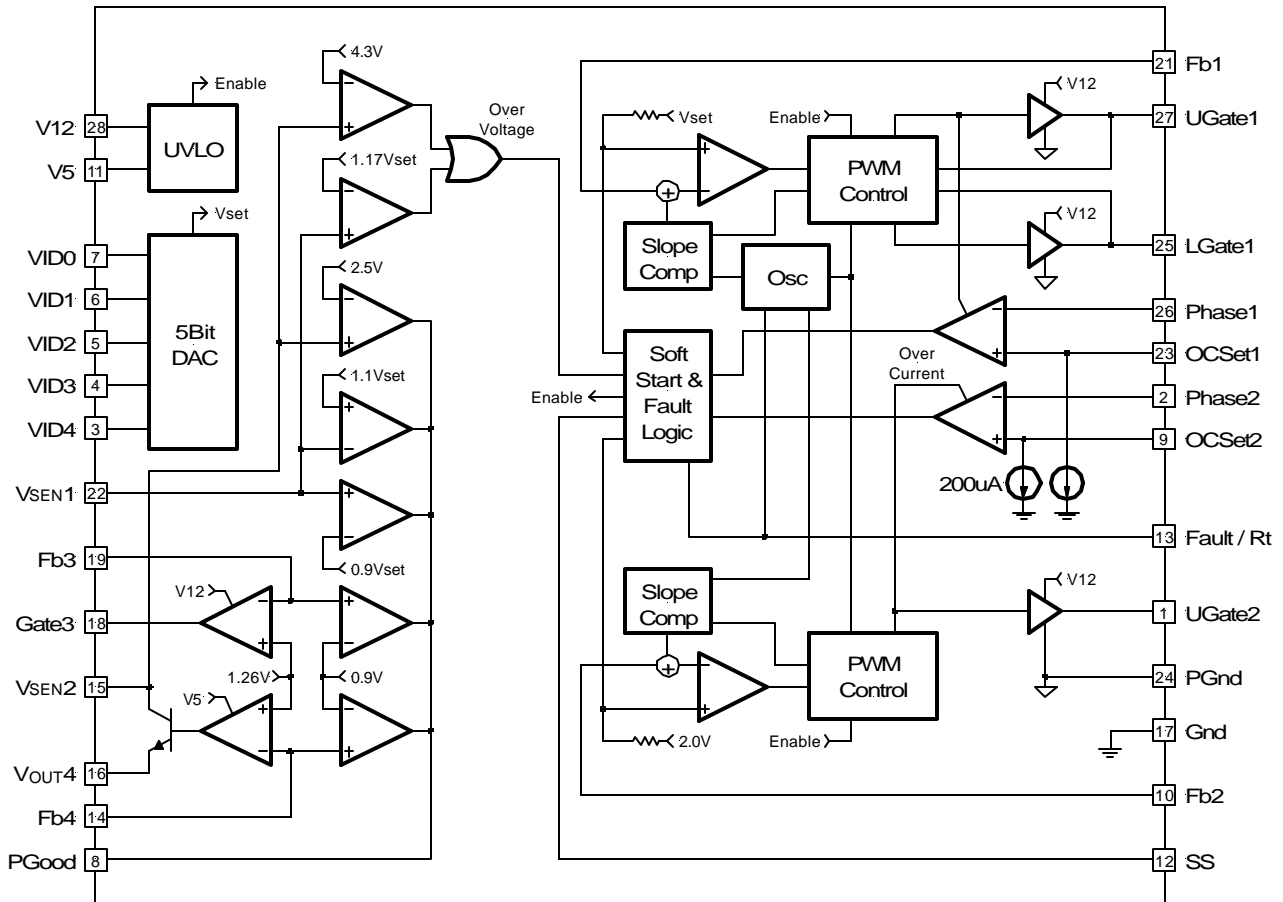 4.3V
Enable
V12
28
UVLO
V5
11
Over
Voltage
1.17Vset
Vset
VID0
7
VID1
6
VID2
5
VID3
4
VID4
3
5Bit
DAC
2.5V
1.1Vset
VSEN1
22
0.9Vset
Fb3
19
V12
Gate3
18
1.26V
0.9V
VSEN2
15
V5
VOUT4
16
Fb4
14
PGood
8
21
Fb1
V12
Vset
Enable
27
UGate1
PWM
Control
V12
25
LGate1
Slope
Comp
Osc
26
Phase1
Over
Current
23
OCSet1
Soft
Start &
Fault
Logic
Enable
2
Phase2
9
OCSet2
200uA
13
Fault / Rt
Slope
Comp
V12
1
UGate2
PWM
Control
24
PGnd
2.0V
Enable
17
Gnd
10
Fb2
12
SS